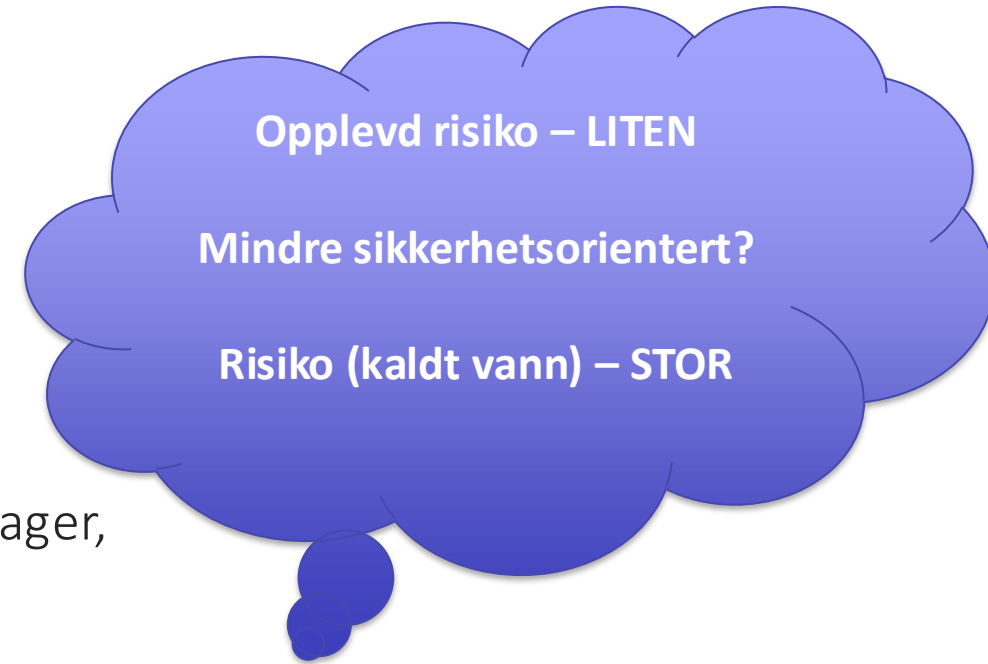 Opplevd risiko – LITEN
Mindre sikkerhetsorientert?
Risiko (kaldt vann) – STOR
ager,